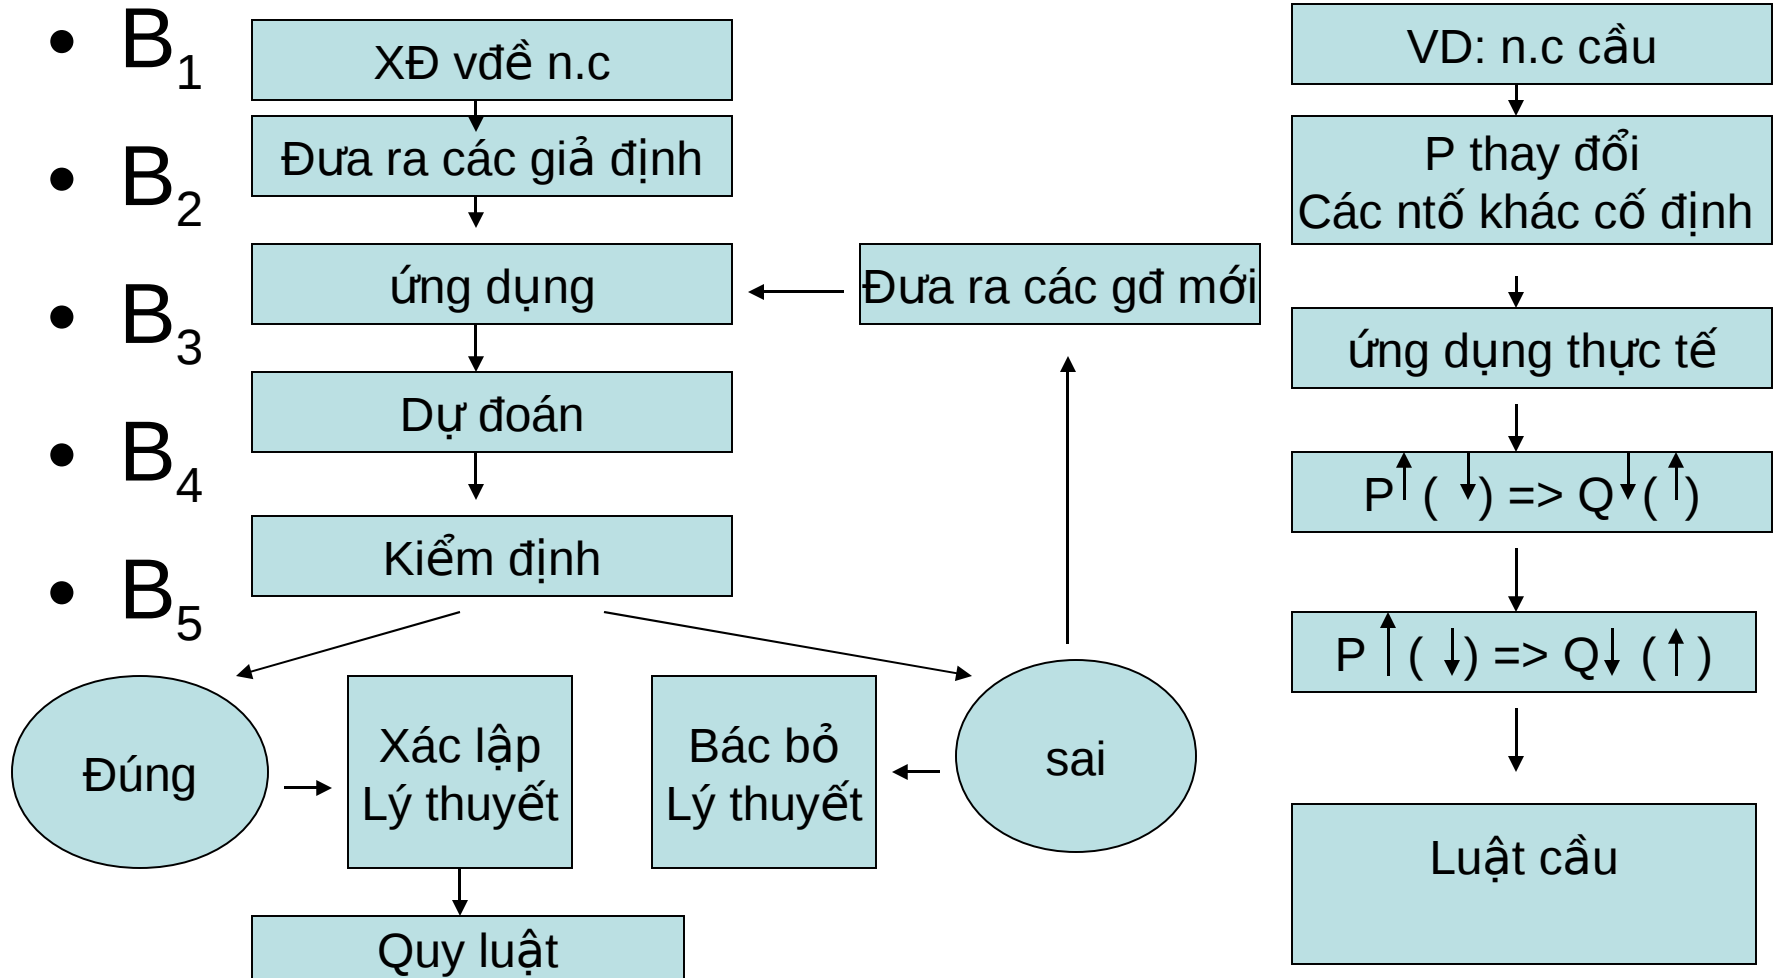 • B1
XĐ vđề n.c
• B2
Đưa ra các giả định
• B3
ứng dụng
Đưa ra các gđ mới
• B4
Dự đoán
• B5
Kiểm định
Đúng
Xác lập
Lý thuyết
Bác bỏ
Lý thuyết
sai
Quy luật
VD: n.c cầu
P thay đổi
Các ntố khác cố định
ứng dụng thực tế
P↑ ( ↓) => Q↓( ↑)
P ↑( ↓) => Q↓ ( ↑ )
Luật cầu